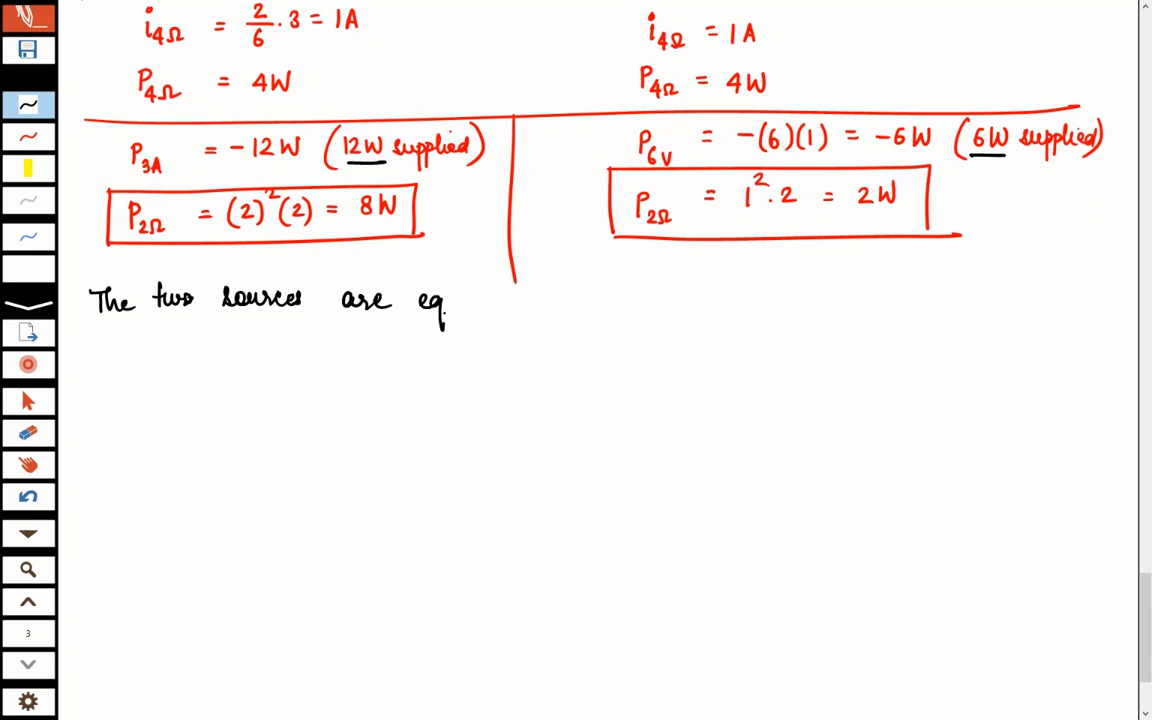 i4Ω = 2/6 · 3 = 1A
P4Ω = 4W
P3A = -12W (12W supplied)
P2Ω = (2)²(2) = 8W
i4Ω = 1A
P4Ω = 4W
P6V = -(6)(1) = -6W (6W supplied)
P2Ω = 1² · 2 = 2W
The two sources are eq
3